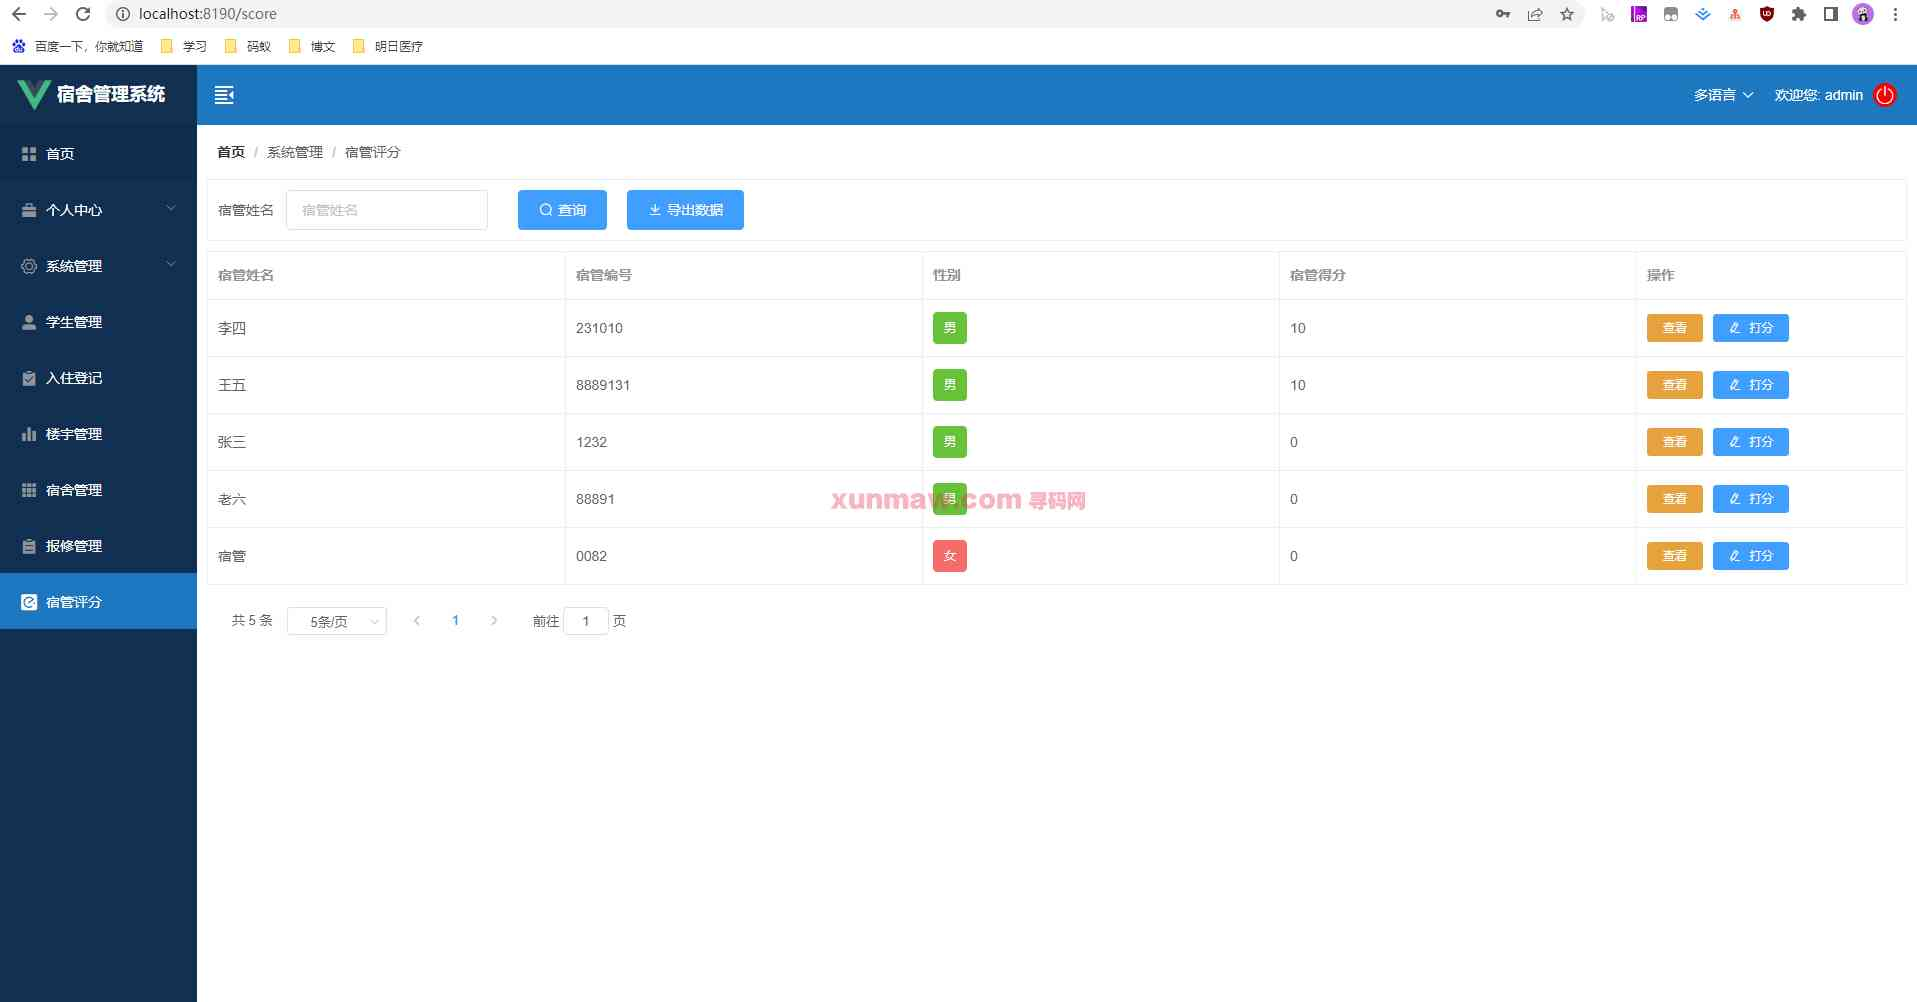 localhost:8190/score
百度一下，你就知道 学习 码蚁 博文 明日医疗
宿舍管理系统
多语言 欢迎您: admin
首页
个人中心
系统管理
学生管理
入住登记
楼宇管理
宿舍管理
报修管理
宿管评分
首页 / 系统管理 / 宿管评分
宿管姓名 宿管姓名 查询 导出数据
宿管姓名 宿管编号 性别 宿管得分 操作
李四 231010 男 10 查看 打分
王五 8889131 男 10 查看 打分
张三 1232 男 0 查看 打分
老六 88891 男 0 查看 打分
xunmaw.com 寻码网
宿管 0082 女 0 查看 打分
共 5 条 5条/页 1 前往 1 页